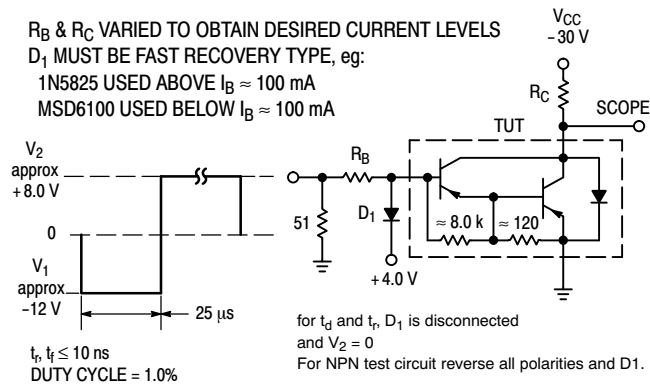 R_B & R_C VARIED TO OBTAIN DESIRED CURRENT LEVELS
D_1 MUST BE FAST RECOVERY TYPE, eg:
1N5825 USED ABOVE I_B ≈ 100 mA
MSD6100 USED BELOW I_B ≈ 100 mA
V_CC
-30 V
R_C
SCOPE
TUT
R_B
V_2
approx
+8.0 V
51
D_1
≈ 8.0 k
≈ 120
0
+4.0 V
V_1
approx
-12 V
25 μs
for t_d and t_r, D_1 is disconnected
and V_2 = 0
For NPN test circuit reverse all polarities and D1.
t_r, t_f ≤ 10 ns
DUTY CYCLE = 1.0%